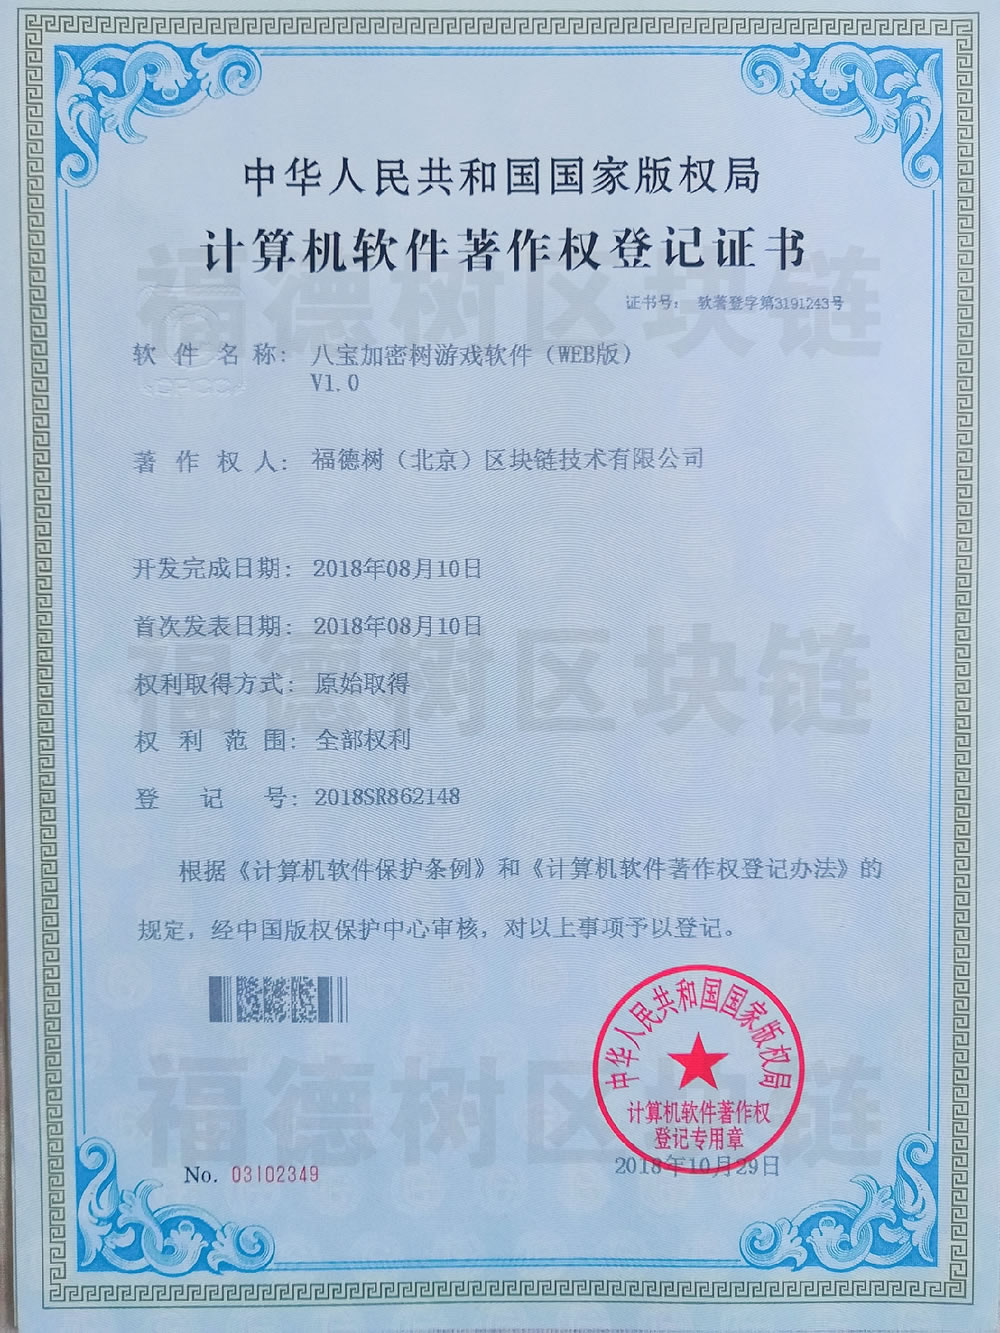 中华人民共和国国家版权局
计算机软件著作权登记证书
证书号： 软著登字第3191243号
软件名称： 八宝加密树游戏软件（WEB版）
V1.0
著作权人： 福德树（北京）区块链技术有限公司
开发完成日期： 2018年08月10日
首次发表日期： 2018年08月10日
权利取得方式： 原始取得
权利范围： 全部权利
登记号： 2018SR862148
根据《计算机软件保护条例》和《计算机软件著作权登记办法》的
规定，经中国版权保护中心审核，对以上事项予以登记。
中华人民共和国国家版权局
计算机软件著作权
登记专用章
No. 03102349
2018年10月29日
福德树区块链
福德树区块链
福德树区块链
CPCC